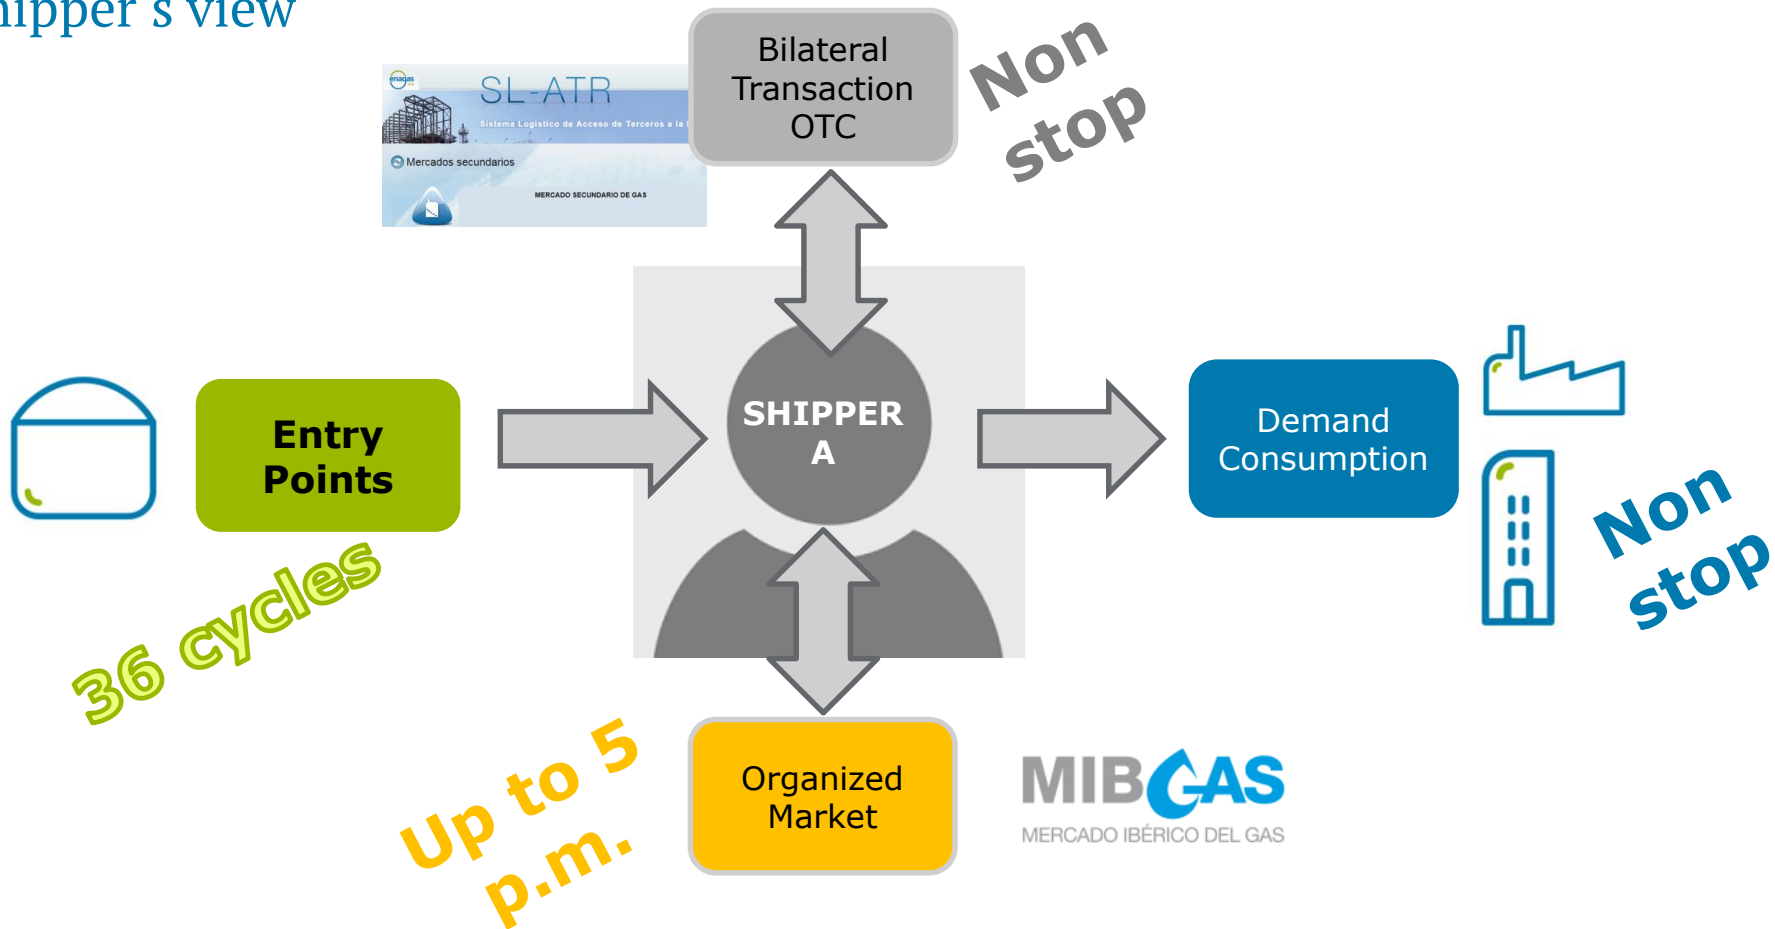 hipper's view
Bilateral
Transaction
OTC
Non
stop
enagas
SL-ATR
Sistema Logístico de Acceso de Terceros a la
Mercados secundarios
MERCADO SECUNDARIO DE GAS
Entry
Points
36 cycles
SHIPPER
A
Demand
Consumption
Non
stop
Up to 5
p.m.
Organized
Market
MIBGAS
MERCADO IBÉRICO DEL GAS